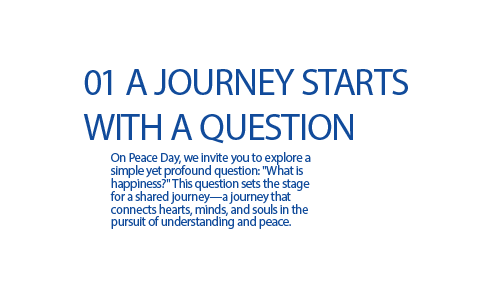 01 A JOURNEY STARTS
WITH A QUESTION
On Peace Day, we invite you to explore a
simple yet profound question: "What is
happiness?" This question sets the stage
for a shared journey—a journey that
connects hearts, minds, and souls in the
pursuit of understanding and peace.